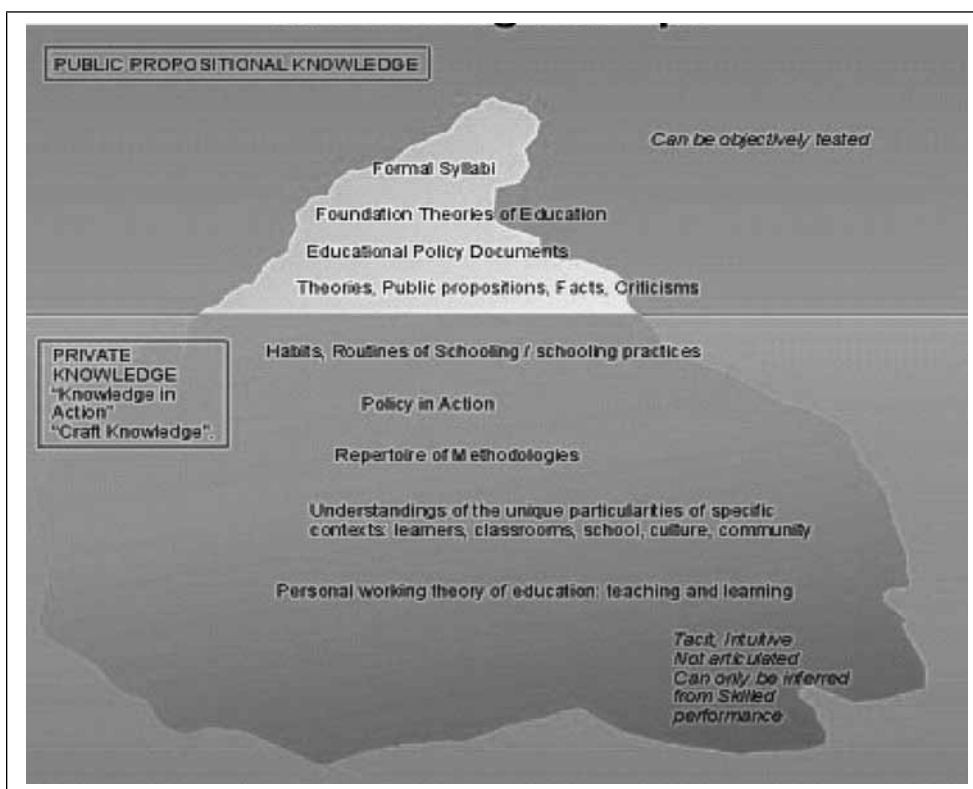 PUBLIC PROPOSITIONAL KNOWLEDGE
Can be objectively tested
Formal Syllabi
Foundation Theories of Education
Educational Policy Documents
Theories, Public propositions, Facts, Criticisms
PRIVATE
KNOWLEDGE
"Knowledge in
Action"
"Craft Knowledge".
Habits, Routines of Schooling / schooling practices
Policy in Action
Repertoire of Methodologies
Understandings of the unique particularities of specific
contexts: learners, classrooms, school, culture, community
Personal working theory of education: teaching and learning
Tacit, Intuitive
Not articulated
Can only be inferred
from Skilled
performance